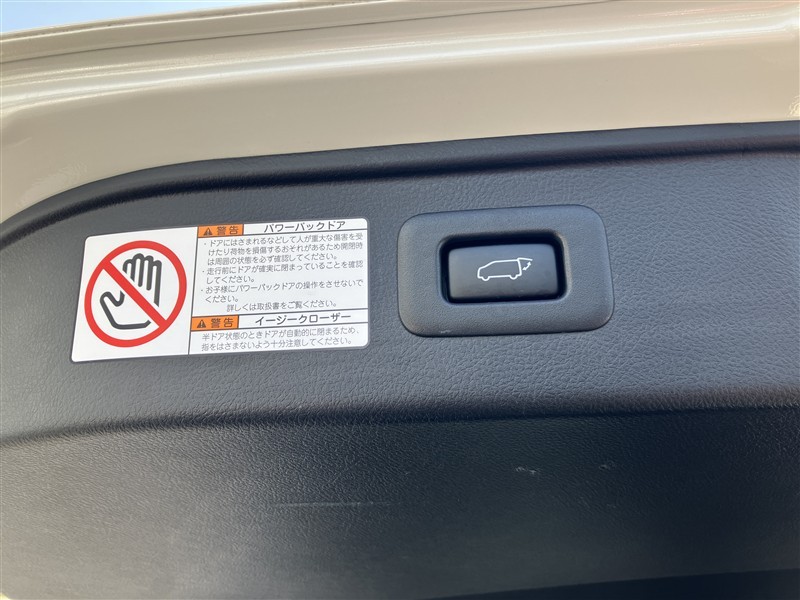 ⚠警告 パワーバックドア
・ドアにはさまれるなどして人が重大な傷害を受
けたり荷物を損傷するおそれがあるため開閉時
は周囲の状態を必ず確認してください。
・走行前にドアが確実に閉まっていることを確認
してください。
・お子様にパワーバックドアの操作をさせないで
ください。
詳しくは取扱書をご覧ください。
⚠警告 イージークローザー
半ドア状態のときドアが自動的に閉まるため、
指をはさまないよう十分注意してください。